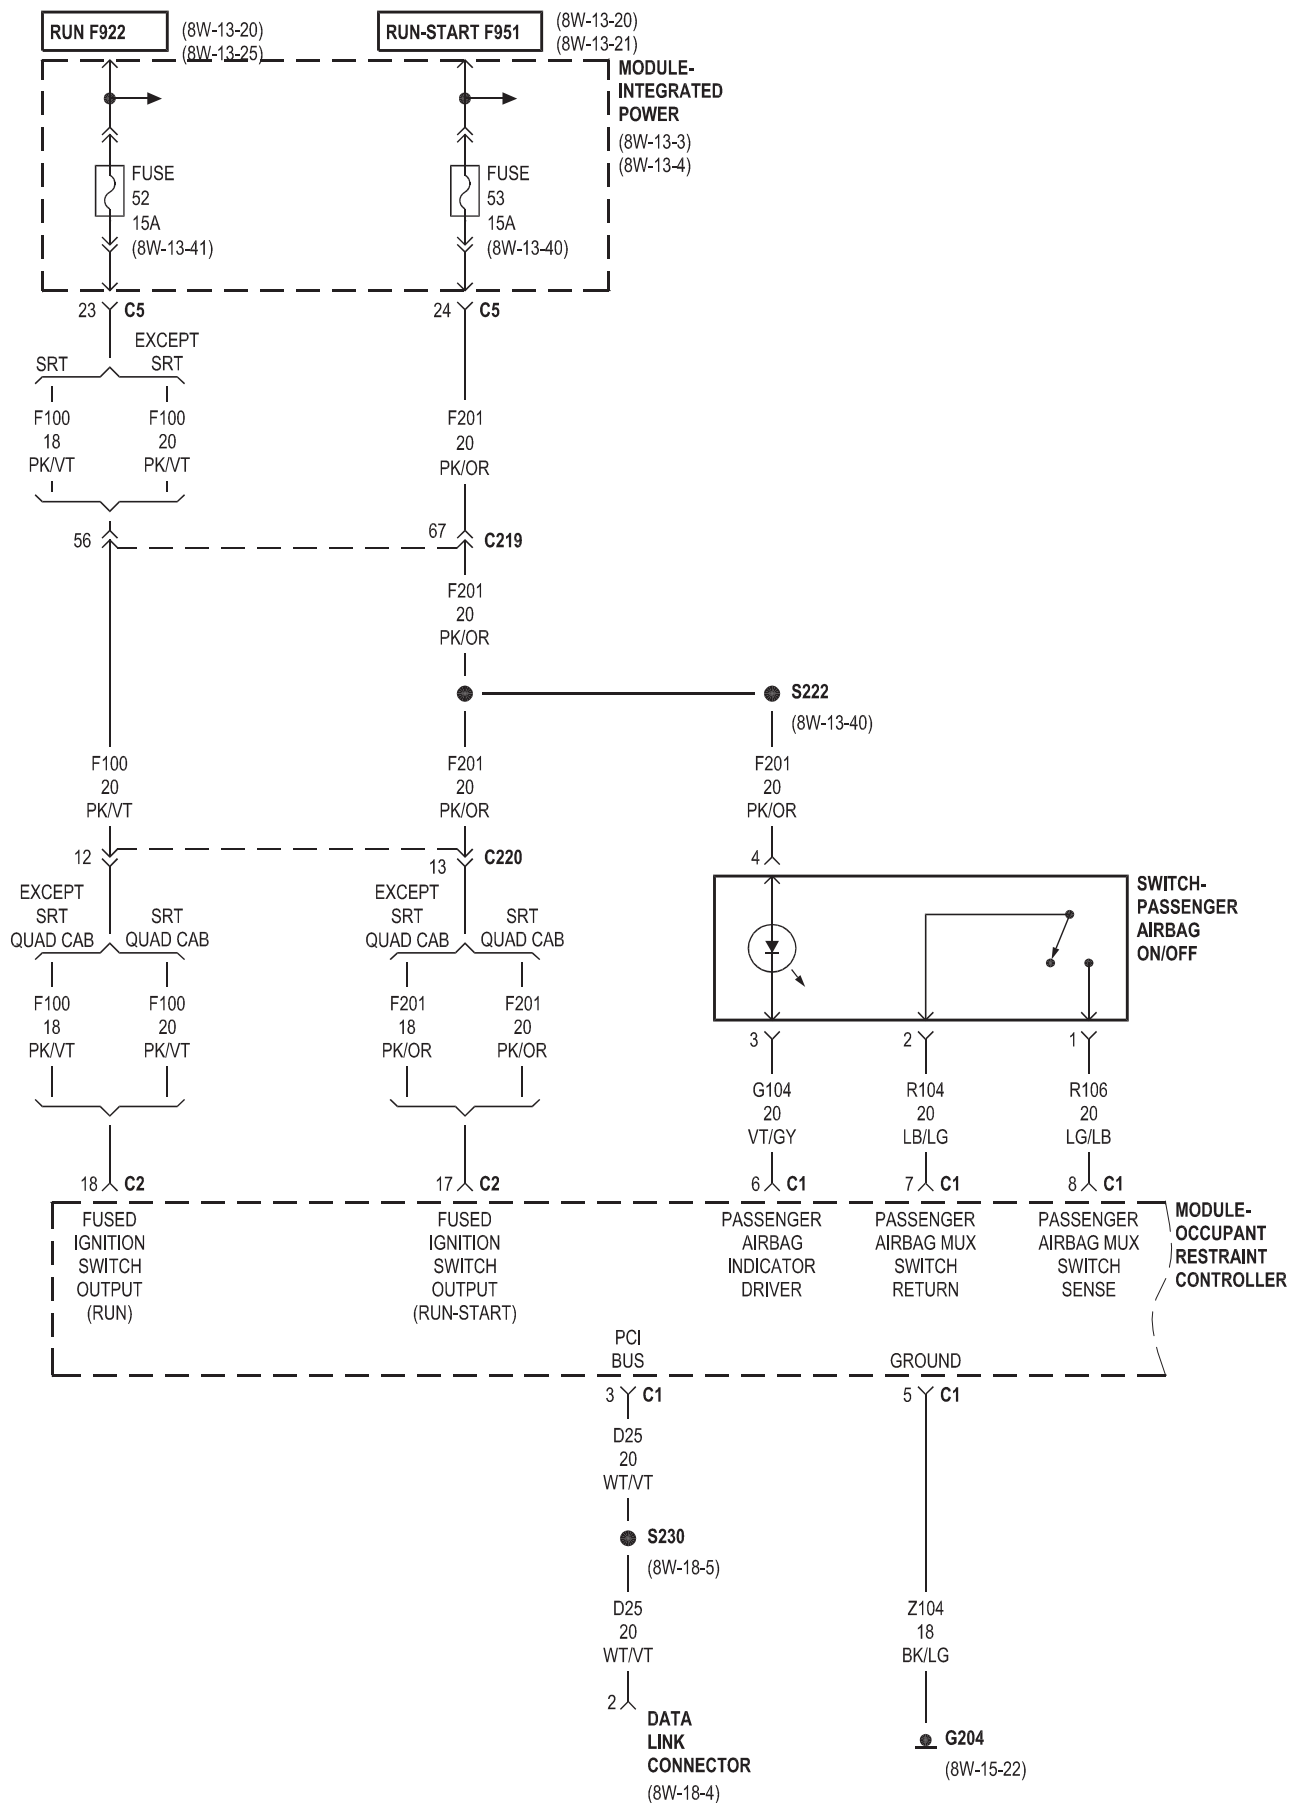 RUN F922
(8W-13-20)
(8W-13-25)
RUN-START F951
(8W-13-20)
(8W-13-21)
MODULE-
INTEGRATED
POWER
(8W-13-3)
(8W-13-4)
FUSE
52
15A
(8W-13-41)
FUSE
53
15A
(8W-13-40)
23
C5
24
C5
SRT
EXCEPT
SRT
F100
18
PK/VT
F100
20
PK/VT
F201
20
PK/OR
56
67
C219
F201
20
PK/OR
S222
(8W-13-40)
F100
20
PK/VT
F201
20
PK/OR
F201
20
PK/OR
12
13
C220
4
EXCEPT
SRT
QUAD CAB
SRT
QUAD CAB
EXCEPT
SRT
QUAD CAB
SRT
QUAD CAB
SWITCH-
PASSENGER
AIRBAG
ON/OFF
F100
18
PK/VT
F100
20
PK/VT
F201
18
PK/OR
F201
20
PK/OR
3
2
1
G104
20
VT/GY
R104
20
LB/LG
R106
20
LG/LB
18
C2
17
C2
6
C1
7
C1
8
C1
FUSED
IGNITION
SWITCH
OUTPUT
(RUN)
FUSED
IGNITION
SWITCH
OUTPUT
(RUN-START)
PASSENGER
AIRBAG
INDICATOR
DRIVER
PASSENGER
AIRBAG MUX
SWITCH
RETURN
PASSENGER
AIRBAG MUX
SWITCH
SENSE
MODULE-
OCCUPANT
RESTRAINT
CONTROLLER
PCI
BUS
GROUND
3
C1
5
C1
D25
20
WT/VT
S230
(8W-18-5)
D25
20
WT/VT
Z104
18
BK/LG
2
DATA
LINK
CONNECTOR
(8W-18-4)
G204
(8W-15-22)